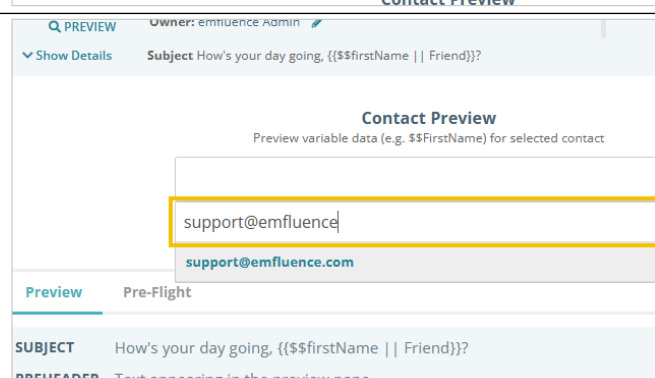 Contact Preview
PREVIEW
Owner: emfluence Admin
Show Details
Subject How's your day going, {{$$firstName || Friend}}?
Contact Preview
Preview variable data (e.g. $$FirstName) for selected contact
support@emfluence
support@emfluence.com
Preview Pre-Flight
SUBJECT How's your day going, {{$$firstName || Friend}}?
PREHEADER Text appearing in the preview pane